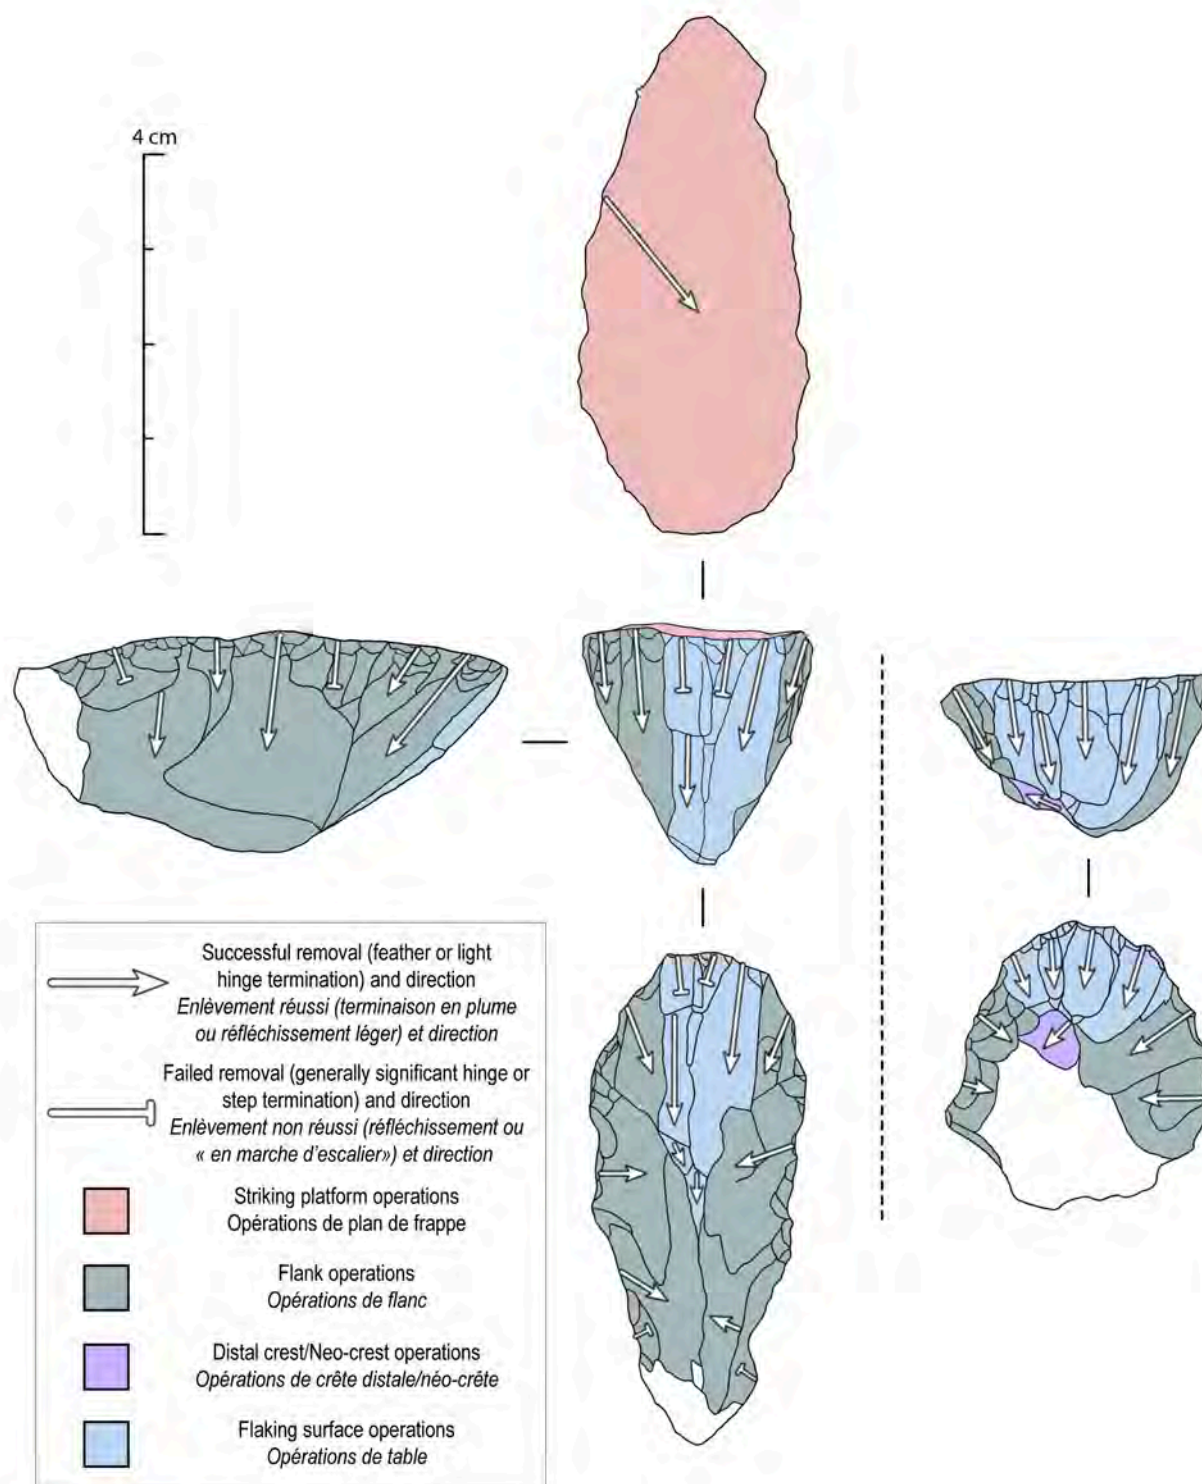 4 cm
Successful removal (feather or light
hinge termination) and direction
Enlèvement réussi (terminaison en plume
ou réfléchissement léger) et direction
Failed removal (generally significant hinge or
step termination) and direction
Enlèvement non réussi (réfléchissement ou
« en marche d'escalier») et direction
Striking platform operations
Opérations de plan de frappe
Flank operations
Opérations de flanc
Distal crest/Neo-crest operations
Opérations de crête distale/néo-crête
Flaking surface operations
Opérations de table